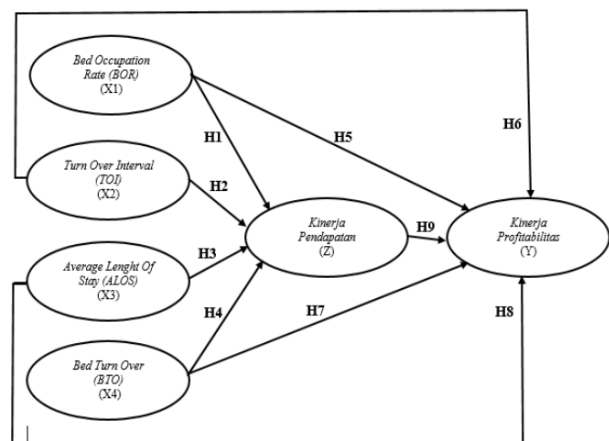 Bed Occupation
Rate (BOR)
(X1)
H1
H5
H6
Turn Over Interval
(TOI)
(X2)
H2
Kinerja
Pendapatan
(Z)
H9
Kinerja
Profitabilitas
(Y)
Average Lenght Of
Stay (ALOS)
(X3)
H3
H4
H7
H8
Bed Turn Over
(BTO)
(X4)